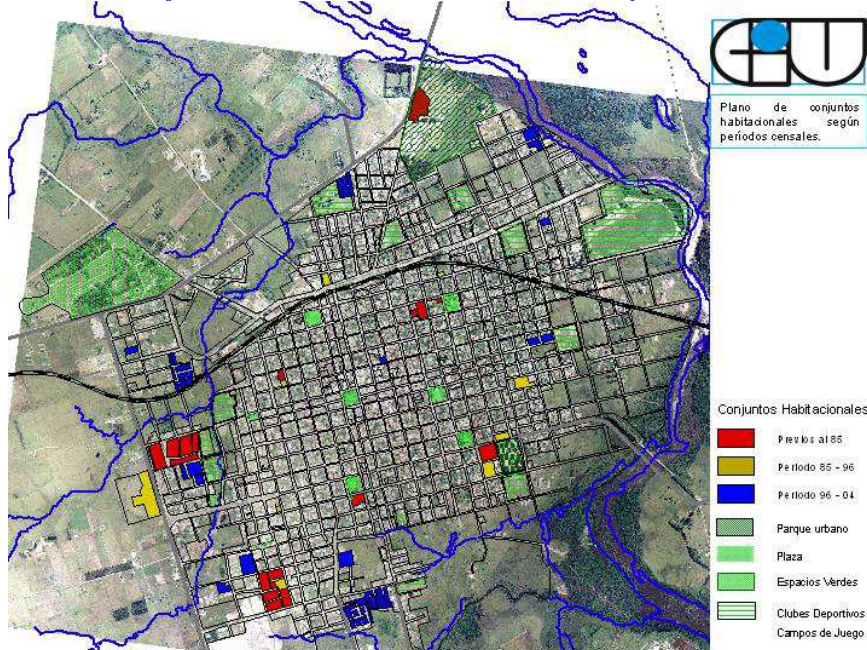 CiU
Plano de conjuntos
habitacionales según
períodos censales.
Conjuntos Habitacionales
Previos al 85
Período 85 - 96
Período 96 - 04
Parque urbano
Plaza
Espacios Verdes
Clubes Deportivos
Campos de Juego